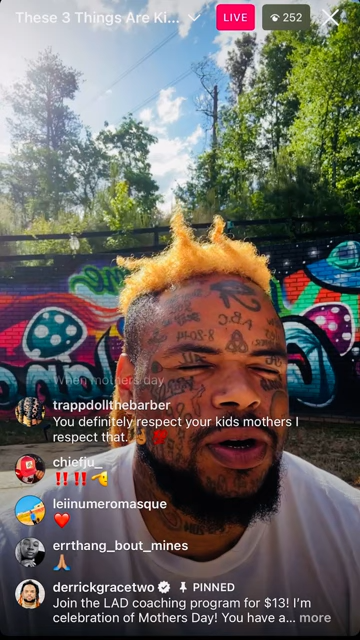 These 3 Things Are Ki...
LIVE
252
When mothers day
trappdollthebarber
You definitely respect your kids mothers I
respect that.
chiefju_
‼️‼️
leiinumeromasque
errthang_bout_mines
derrickgracetwo PINNED
Join the LAD coaching program for $13! I'm
celebration of Mothers Day! You have a... more